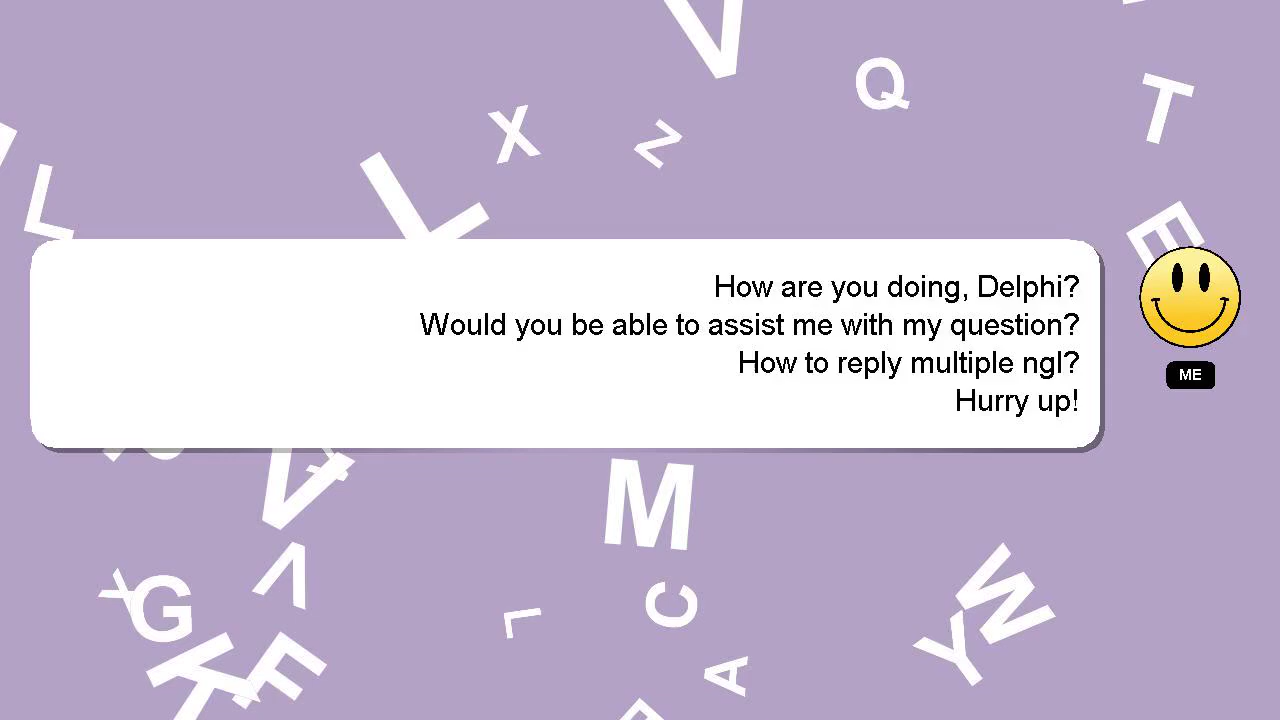 How are you doing, Delphi?
Would you be able to assist me with my question?
How to reply multiple ngl?
Hurry up!
ME
V
Q
T
X
Z
L
L
E
V
M
V
X
G
L
C
W
Y
K
F
A